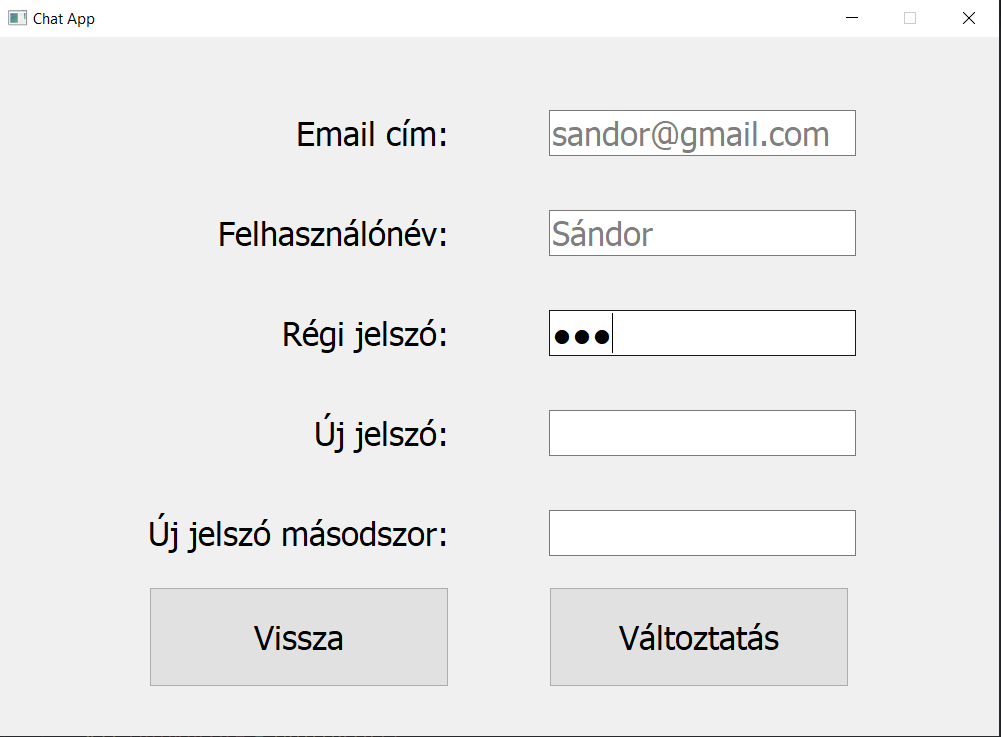 Chat App
Email cím: sandor@gmail.com
Felhasználónév: Sándor
Régi jelszó: ●●●
Új jelszó:
Új jelszó másodszor:
Vissza Változtatás